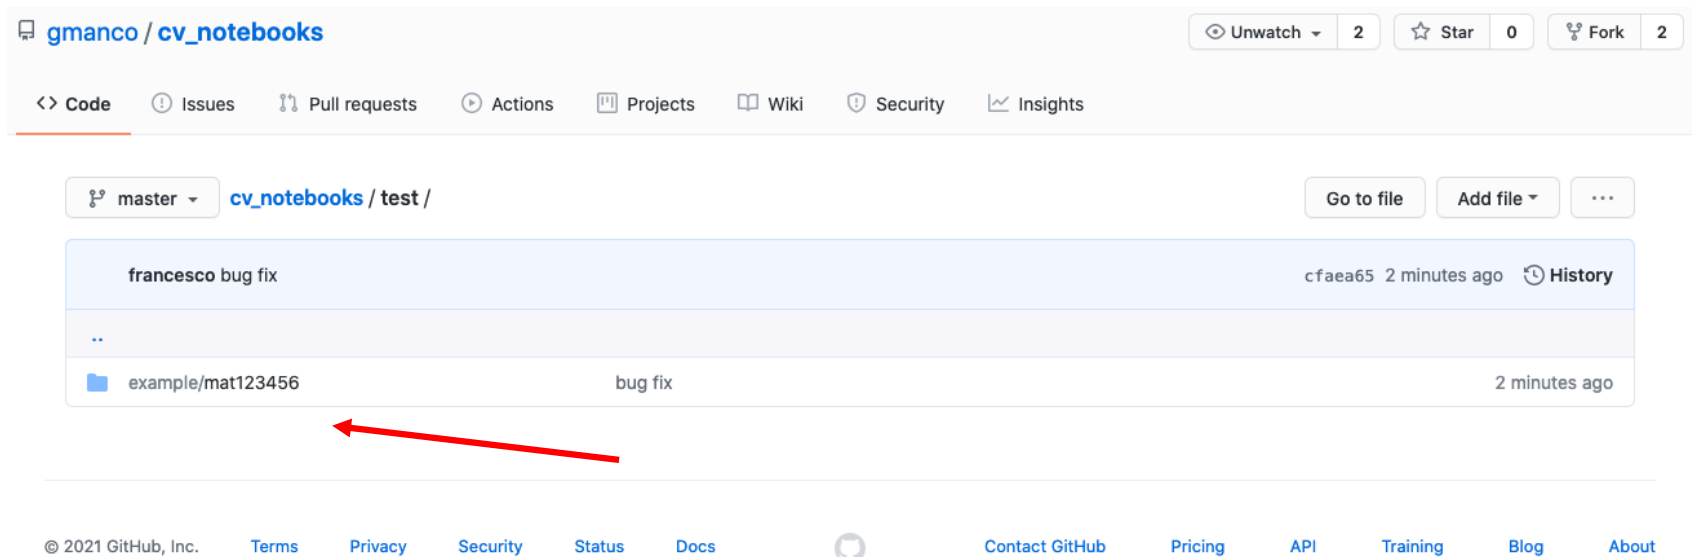 gmanco / cv_notebooks Unwatch 2 Star 0 Fork 2
Code Issues Pull requests Actions Projects Wiki Security Insights
master cv_notebooks / test / Go to file Add file ...
francesco bug fix cfaea65 2 minutes ago History
..
example/mat123456 bug fix 2 minutes ago
© 2021 GitHub, Inc. Terms Privacy Security Status Docs Contact GitHub Pricing API Training Blog About